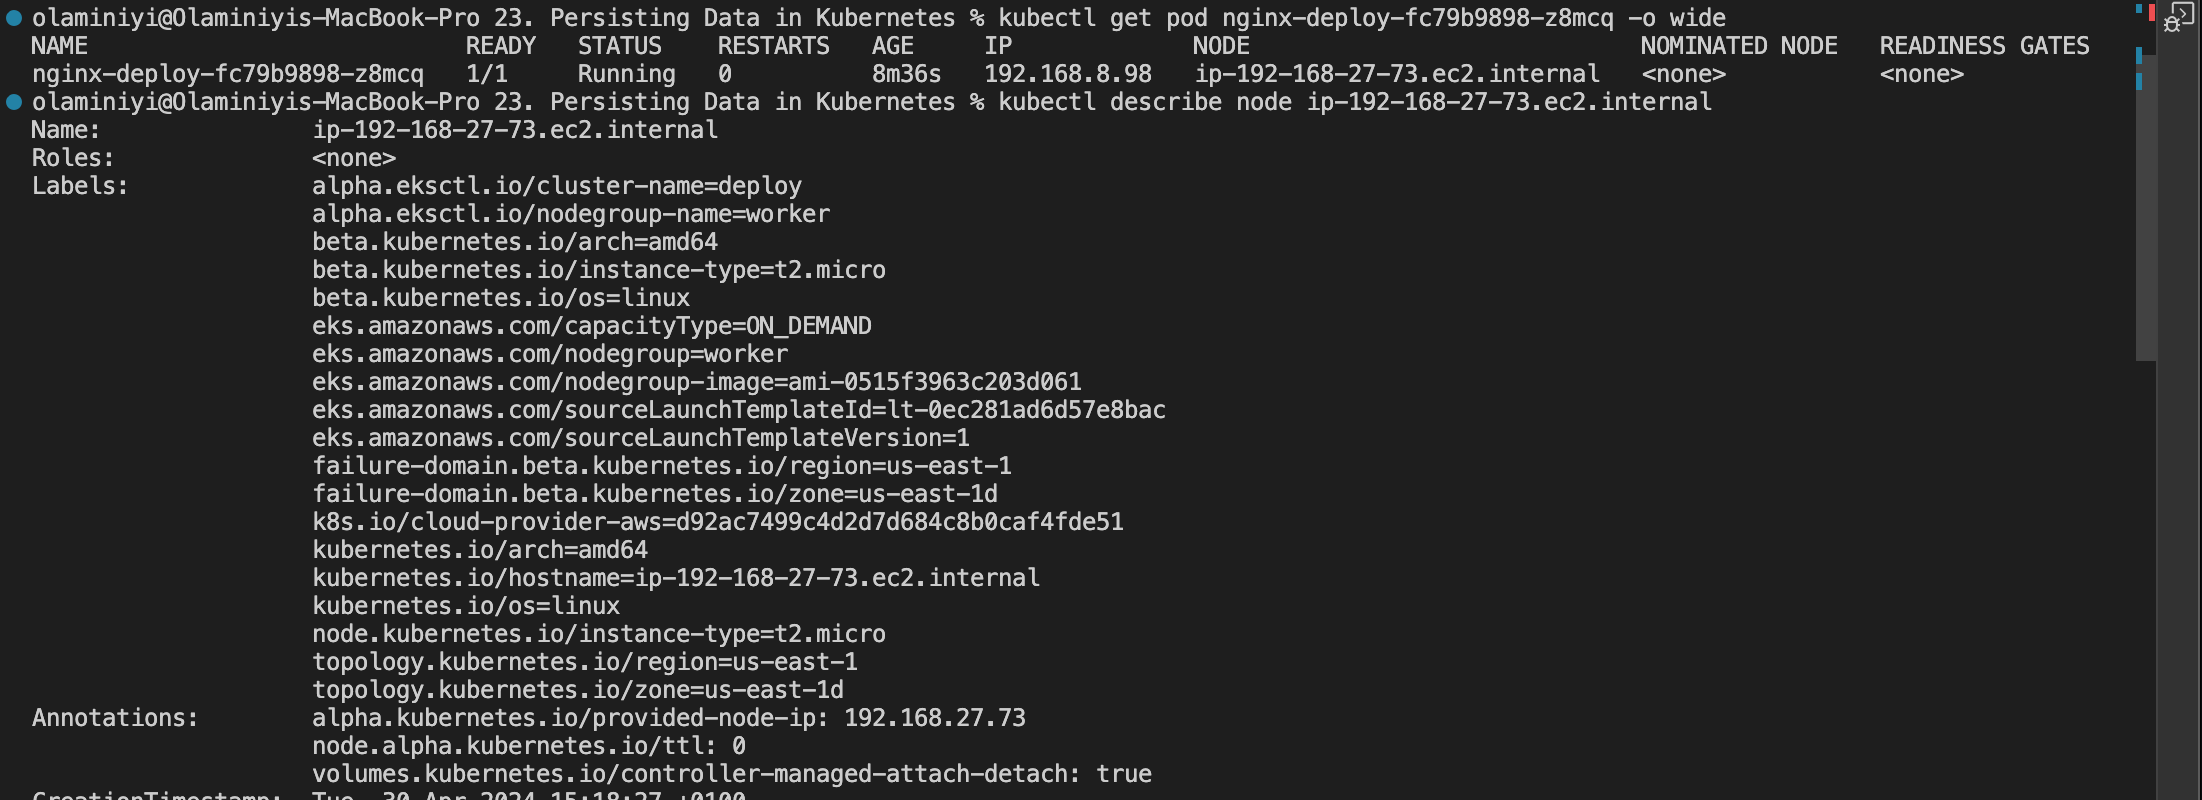 olaminiyi@Olaminiyis-MacBook-Pro 23. Persisting Data in Kubernetes % kubectl get pod nginx-deploy-fc79b9898-z8mcq -o wide
NAME READY STATUS RESTARTS AGE IP NODE NOMINATED NODE READINESS GATES
nginx-deploy-fc79b9898-z8mcq 1/1 Running 0 8m36s 192.168.8.98 ip-192-168-27-73.ec2.internal <none> <none>
olaminiyi@Olaminiyis-MacBook-Pro 23. Persisting Data in Kubernetes % kubectl describe node ip-192-168-27-73.ec2.internal
Name: ip-192-168-27-73.ec2.internal
Roles: <none>
Labels: alpha.eksctl.io/cluster-name=deploy
alpha.eksctl.io/nodegroup-name=worker
beta.kubernetes.io/arch=amd64
beta.kubernetes.io/instance-type=t2.micro
beta.kubernetes.io/os=linux
eks.amazonaws.com/capacityType=ON_DEMAND
eks.amazonaws.com/nodegroup=worker
eks.amazonaws.com/nodegroup-image=ami-0515f3963c203d061
eks.amazonaws.com/sourceLaunchTemplateId=lt-0ec281ad6d57e8bac
eks.amazonaws.com/sourceLaunchTemplateVersion=1
failure-domain.beta.kubernetes.io/region=us-east-1
failure-domain.beta.kubernetes.io/zone=us-east-1d
k8s.io/cloud-provider-aws=d92ac7499c4d2d7d684c8b0caf4fde51
kubernetes.io/arch=amd64
kubernetes.io/hostname=ip-192-168-27-73.ec2.internal
kubernetes.io/os=linux
node.kubernetes.io/instance-type=t2.micro
topology.kubernetes.io/region=us-east-1
topology.kubernetes.io/zone=us-east-1d
Annotations: alpha.kubernetes.io/provided-node-ip: 192.168.27.73
node.alpha.kubernetes.io/ttl: 0
volumes.kubernetes.io/controller-managed-attach-detach: true
CreationTimestamp: Tue, 30 Apr 2024 15:18:27 +0100